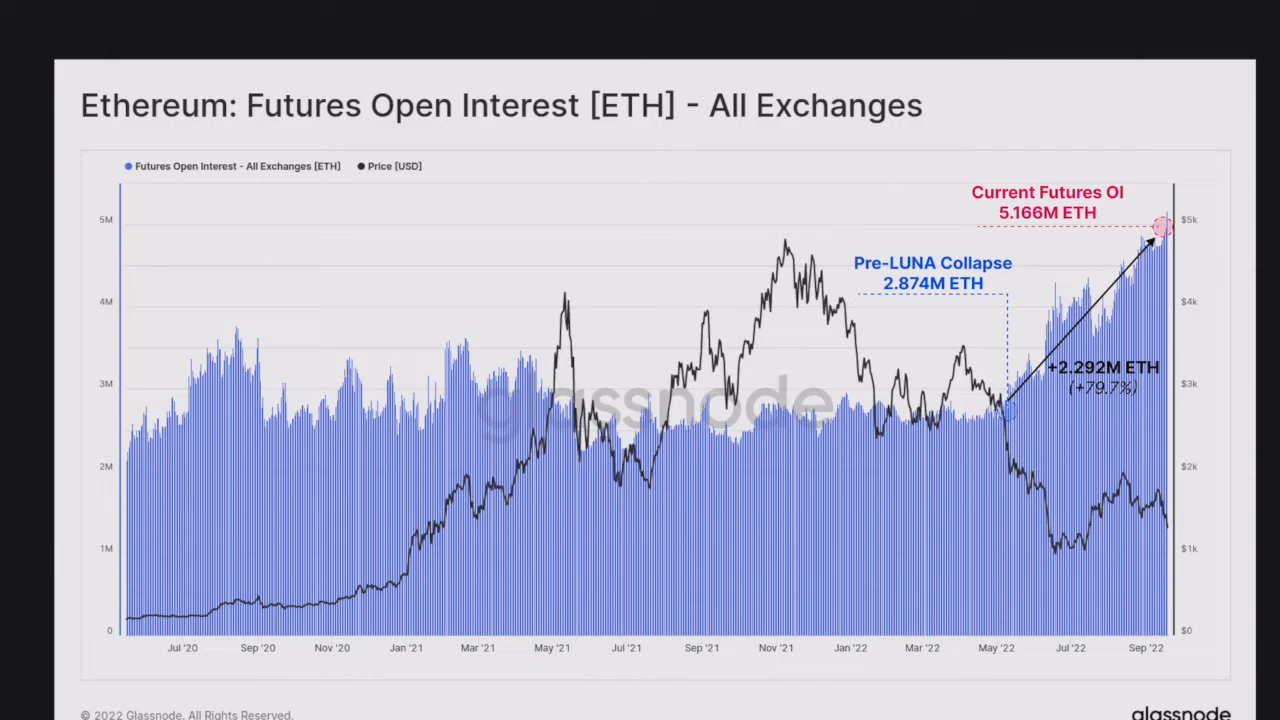 Ethereum: Futures Open Interest [ETH] - All Exchanges
Futures Open Interest - All Exchanges [ETH] Price [USD]
Current Futures OI
5.166M ETH
Pre-LUNA Collapse
2.874M ETH
+2.292M ETH
(+79.7%)
glassnode
5M
4M
3M
2M
1M
0
$5k
$4k
$3k
$2k
$1k
$0
Jul '20 Sep '20 Nov '20 Jan '21 Mar '21 May '21 Jul '21 Sep '21 Nov '21 Jan '22 Mar '22 May '22 Jul '22 Sep '22
© 2022 Glassnode. All Rights Reserved.
glassnode